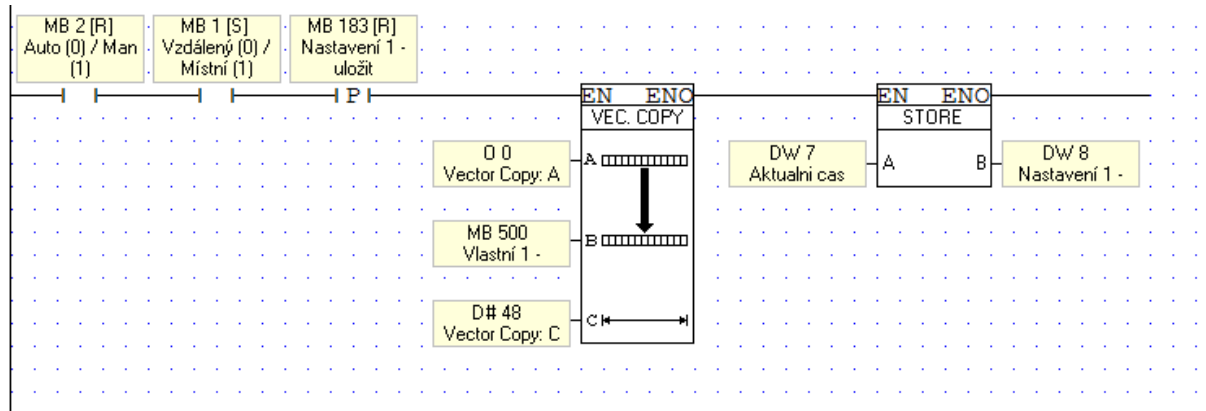 MB 2 [R]
Auto (0) / Man
(1)
MB 1 [S]
Vzdálený (0) /
Místní (1)
MB 183 [R]
Nastavení 1 -
uložit
P
EN ENO
VEC. COPY
O 0
Vector Copy: A
A
MB 500
Vlastní 1 -
B
D# 48
Vector Copy: C
C
EN ENO
STORE
DW 7
Aktualni cas
A
B
DW 8
Nastavení 1 -